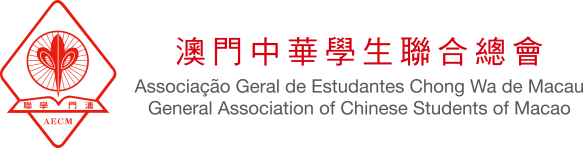 聯學門澳
AECM
澳門中華學生聯合總會
Associação Geral de Estudantes Chong Wa de Macau
General Association of Chinese Students of Macao